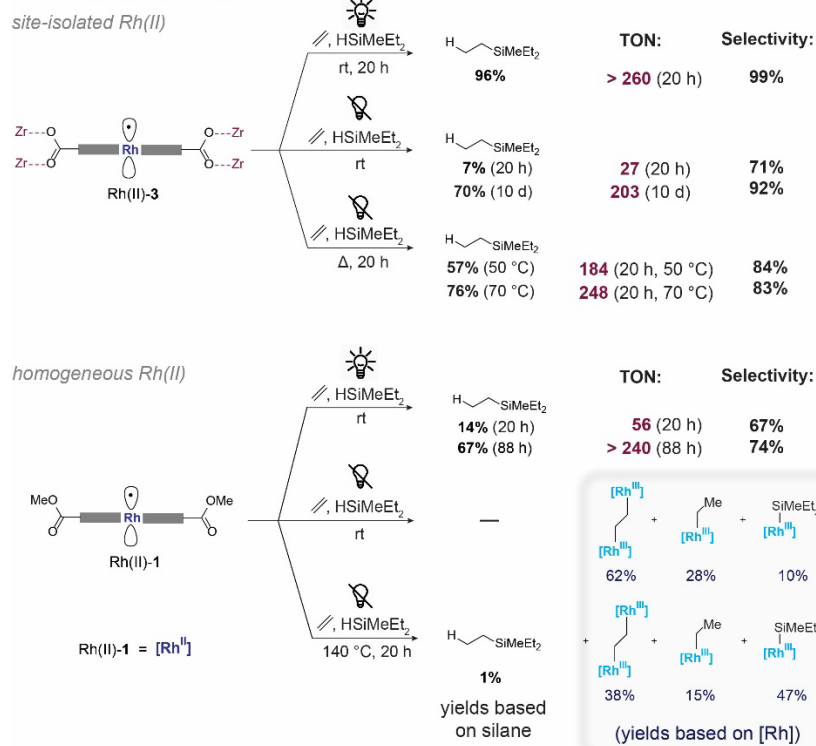 site-isolated Rh(II)
⫽, HSiMeEt2
rt, 20 h
H SiMeEt2
96%
TON: Selectivity:
> 260 (20 h) 99%
Zr---O O---Zr
Zr---O Rh O---Zr
Rh(II)-3
⫽, HSiMeEt2
rt
H SiMeEt2
7% (20 h) 27 (20 h) 71%
70% (10 d) 203 (10 d) 92%
⫽, HSiMeEt2
Δ, 20 h
H SiMeEt2
57% (50 °C) 184 (20 h, 50 °C) 84%
76% (70 °C) 248 (20 h, 70 °C) 83%
homogeneous Rh(II)
TON: Selectivity:
⫽, HSiMeEt2
rt
H SiMeEt2
14% (20 h) 56 (20 h) 67%
67% (88 h) > 240 (88 h) 74%
MeO O Rh O OMe
Rh(II)-1
⫽, HSiMeEt2
rt
—
[RhIII] [RhIII] + Me [RhIII] + SiMeEt2 [RhIII]
62% 28% 10%
⫽, HSiMeEt2
140 °C, 20 h
H SiMeEt2
1%
+ [RhIII] [RhIII] + Me [RhIII] + SiMeEt [RhIII]
38% 15% 47%
Rh(II)-1 = [RhII]
yields based
on silane
(yields based on [Rh])